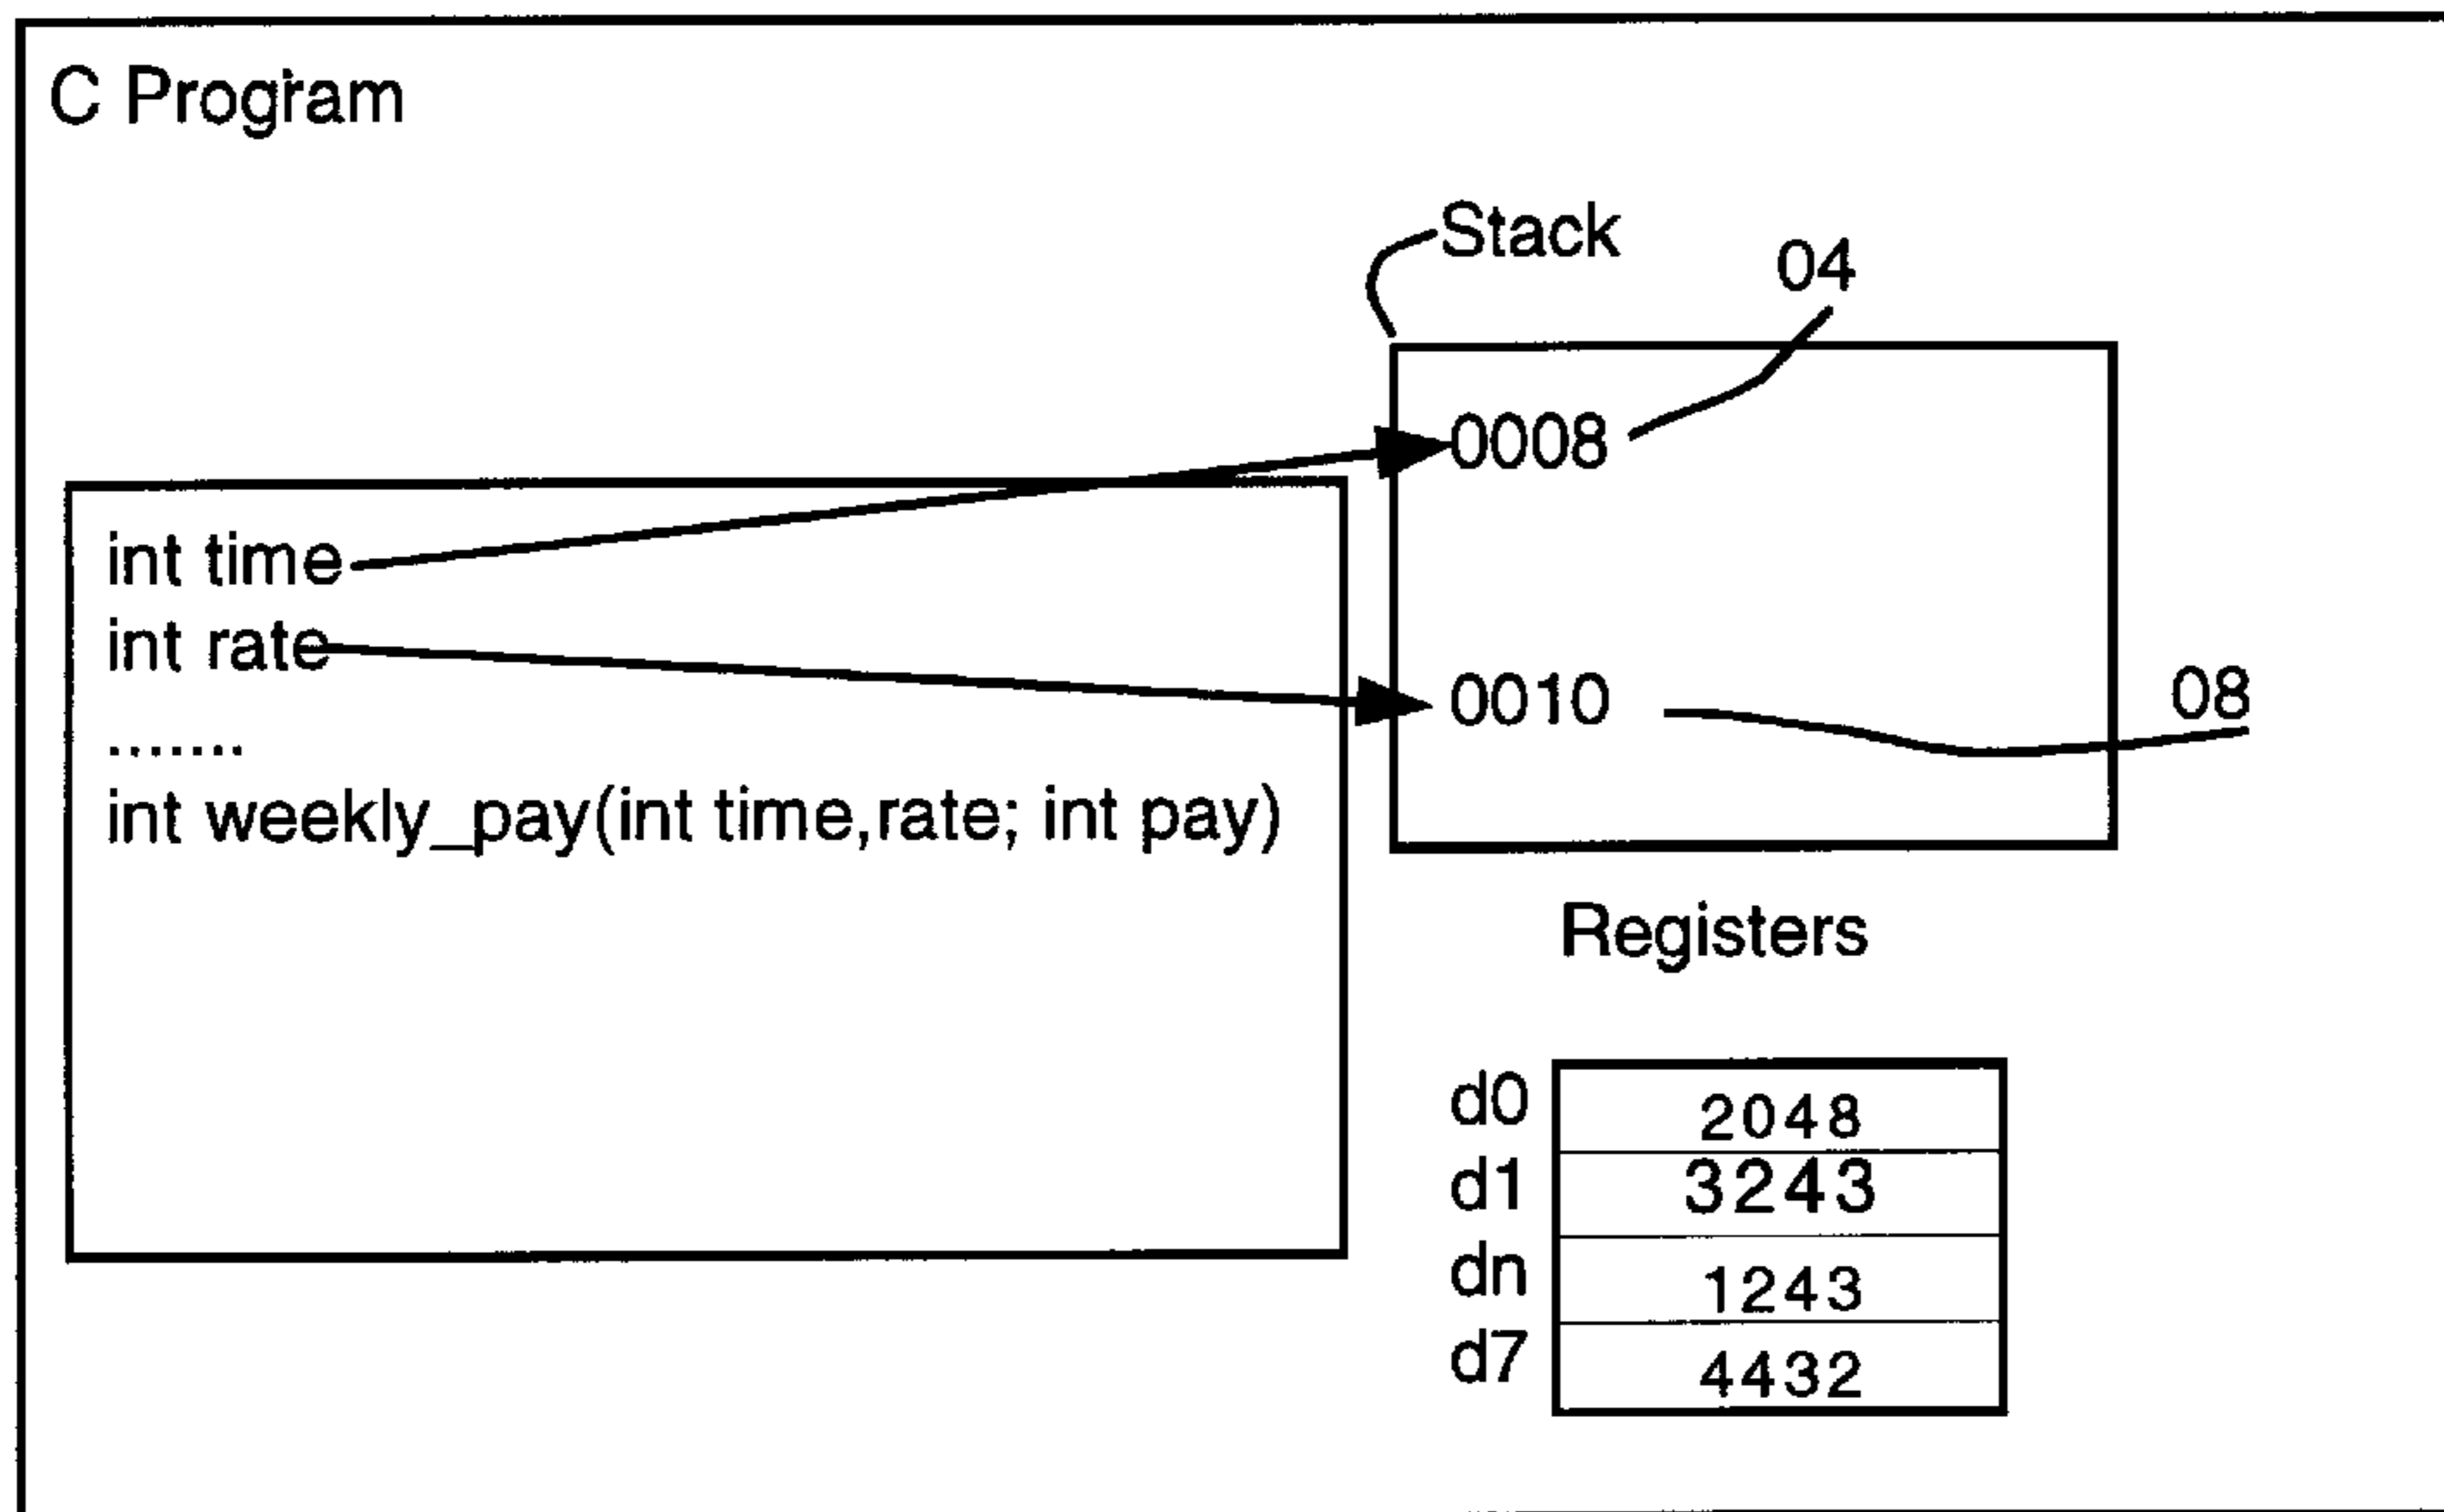 C Program
Stack
04
0008
int time
int rate
.......
int weekly_pay(int time,rate; int pay)
0010
08
Registers
d0 2048
d1 3243
dn 1243
d7 4432